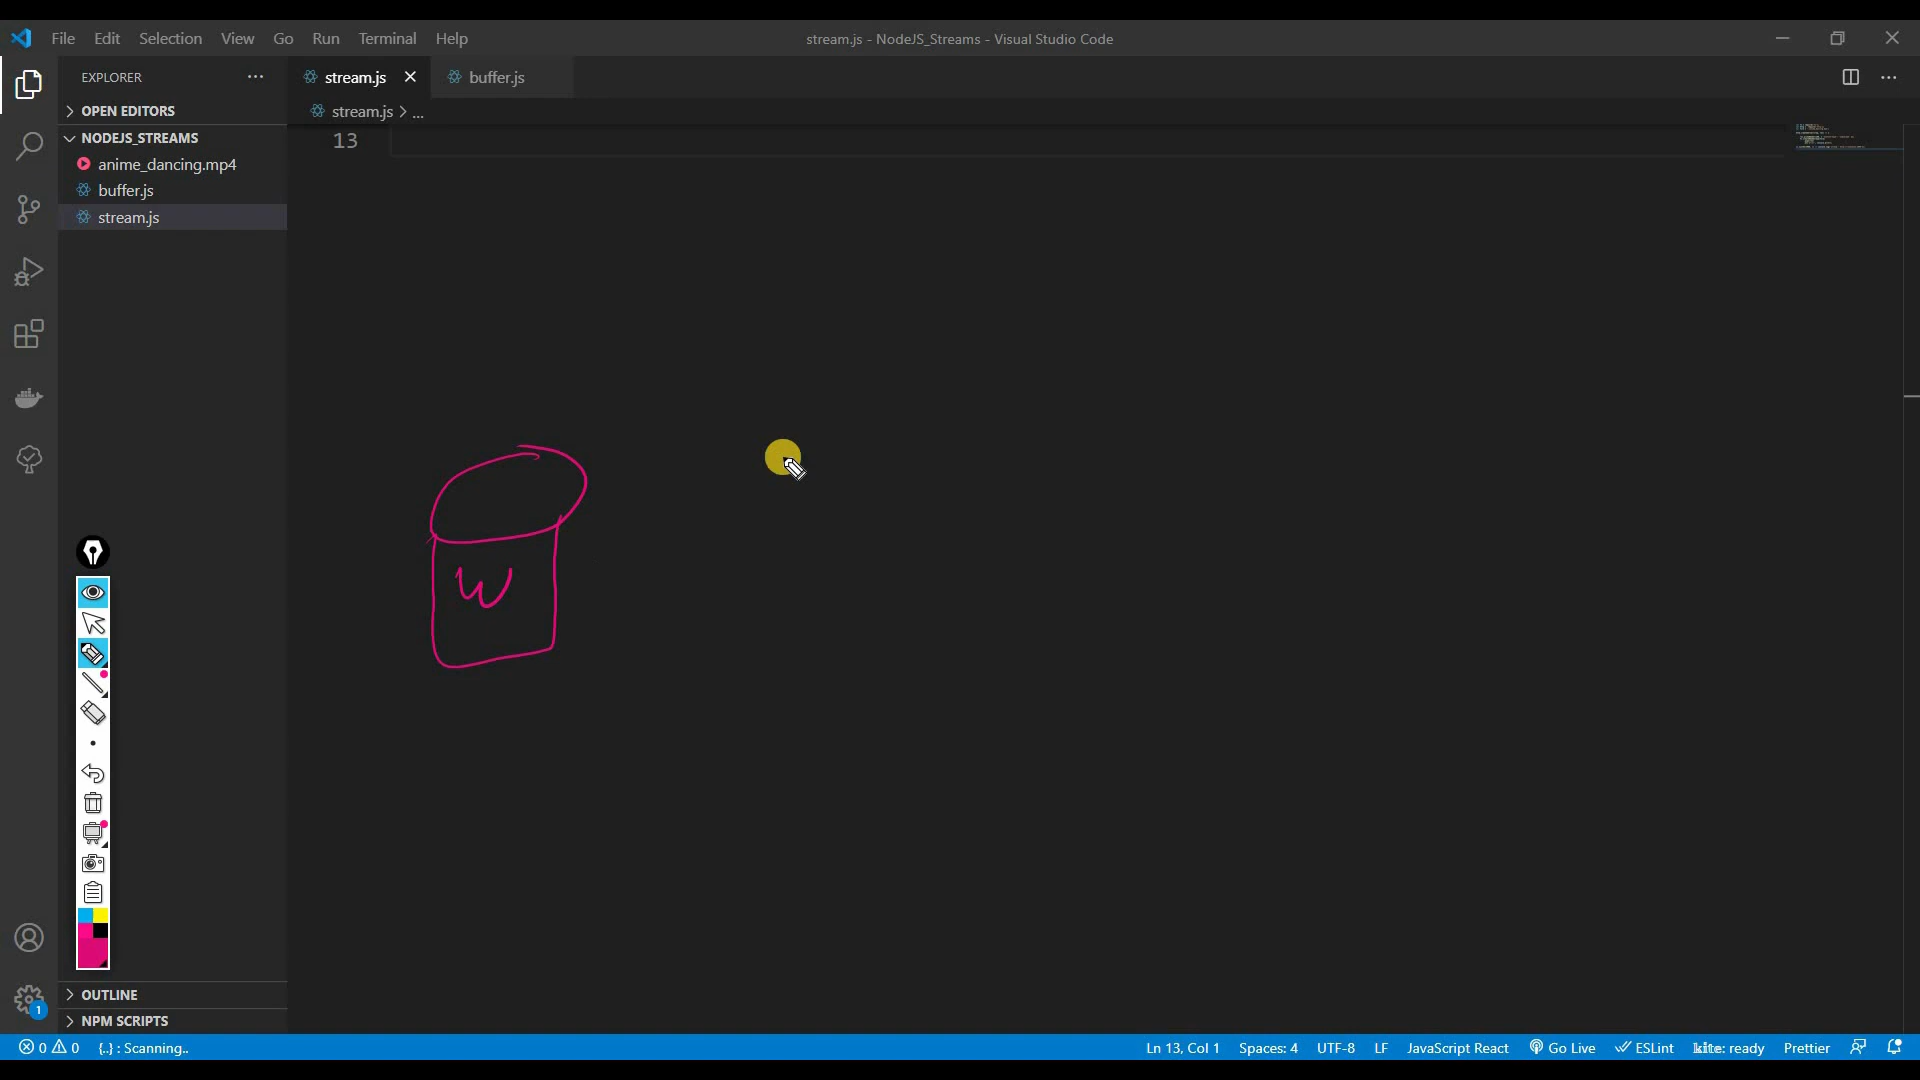 File Edit Selection View Go Run Terminal Help
stream.js - NodeJS_Streams - Visual Studio Code
EXPLORER
stream.js
buffer.js
OPEN EDITORS
stream.js > ...
NODEJS_STREAMS
13
anime_dancing.mp4
buffer.js
stream.js
W
1
OUTLINE
NPM SCRIPTS
0 0 {..} : Scanning..
Ln 13, Col 1 Spaces: 4 UTF-8 LF JavaScript React Go Live ESLint kite: ready Prettier